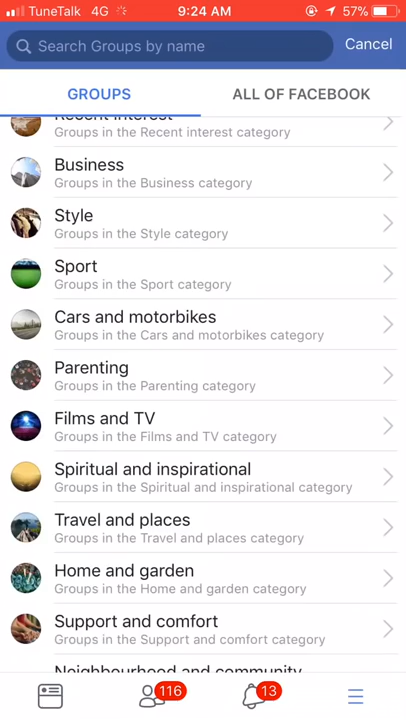 TuneTalk 4G 9:24 AM 57%
Search Groups by name Cancel
GROUPS ALL OF FACEBOOK
Recent interest
Groups in the Recent interest category
Business
Groups in the Business category
Style
Groups in the Style category
Sport
Groups in the Sport category
Cars and motorbikes
Groups in the Cars and motorbikes category
Parenting
Groups in the Parenting category
Films and TV
Groups in the Films and TV category
Spiritual and inspirational
Groups in the Spiritual and inspirational category
Travel and places
Groups in the Travel and places category
Home and garden
Groups in the Home and garden category
Support and comfort
Groups in the Support and comfort category
Neighbourhood and community
116 13